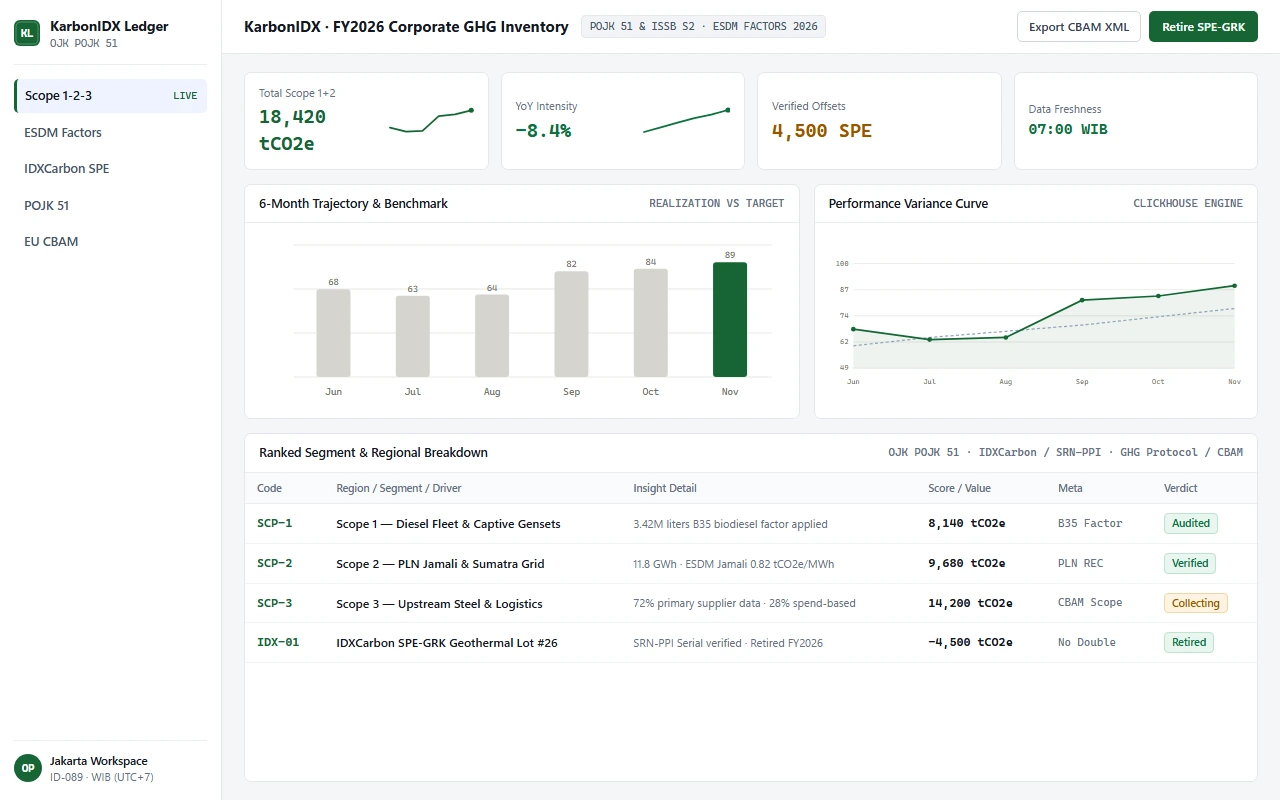 KL
KarbonIDX Ledger
OJK POJK 51
Scope 1-2-3 LIVE
ESDM Factors
IDXCarbon SPE
POJK 51
EU CBAM
OP
Jakarta Workspace
ID-089 · WIB (UTC+7)
KarbonIDX · FY2026 Corporate GHG Inventory
POJK 51 & ISSB S2 · ESDM FACTORS 2026
Export CBAM XML
Retire SPE-GRK
Total Scope 1+2
18,420
tCO2e
YoY Intensity
−8.4%
Verified Offsets
4,500 SPE
Data Freshness
07:00 WIB
6-Month Trajectory & Benchmark
REALIZATION VS TARGET
68 63 64 82 84 89
Jun Jul Aug Sep Oct Nov
Performance Variance Curve
CLICKHOUSE ENGINE
100
87
74
62
49
Jun Jul Aug Sep Oct Nov
Ranked Segment & Regional Breakdown
OJK POJK 51 · IDXCarbon / SRN-PPI · GHG Protocol / CBAM
Code Region / Segment / Driver Insight Detail Score / Value Meta Verdict
SCP-1 Scope 1 — Diesel Fleet & Captive Gensets 3.42M liters B35 biodiesel factor applied 8,140 tCO2e B35 Factor Audited
SCP-2 Scope 2 — PLN Jamali & Sumatra Grid 11.8 GWh · ESDM Jamali 0.82 tCO2e/MWh 9,680 tCO2e PLN REC Verified
SCP-3 Scope 3 — Upstream Steel & Logistics 72% primary supplier data · 28% spend-based 14,200 tCO2e CBAM Scope Collecting
IDX-01 IDXCarbon SPE-GRK Geothermal Lot #26 SRN-PPI Serial verified · Retired FY2026 −4,500 tCO2e No Double Retired